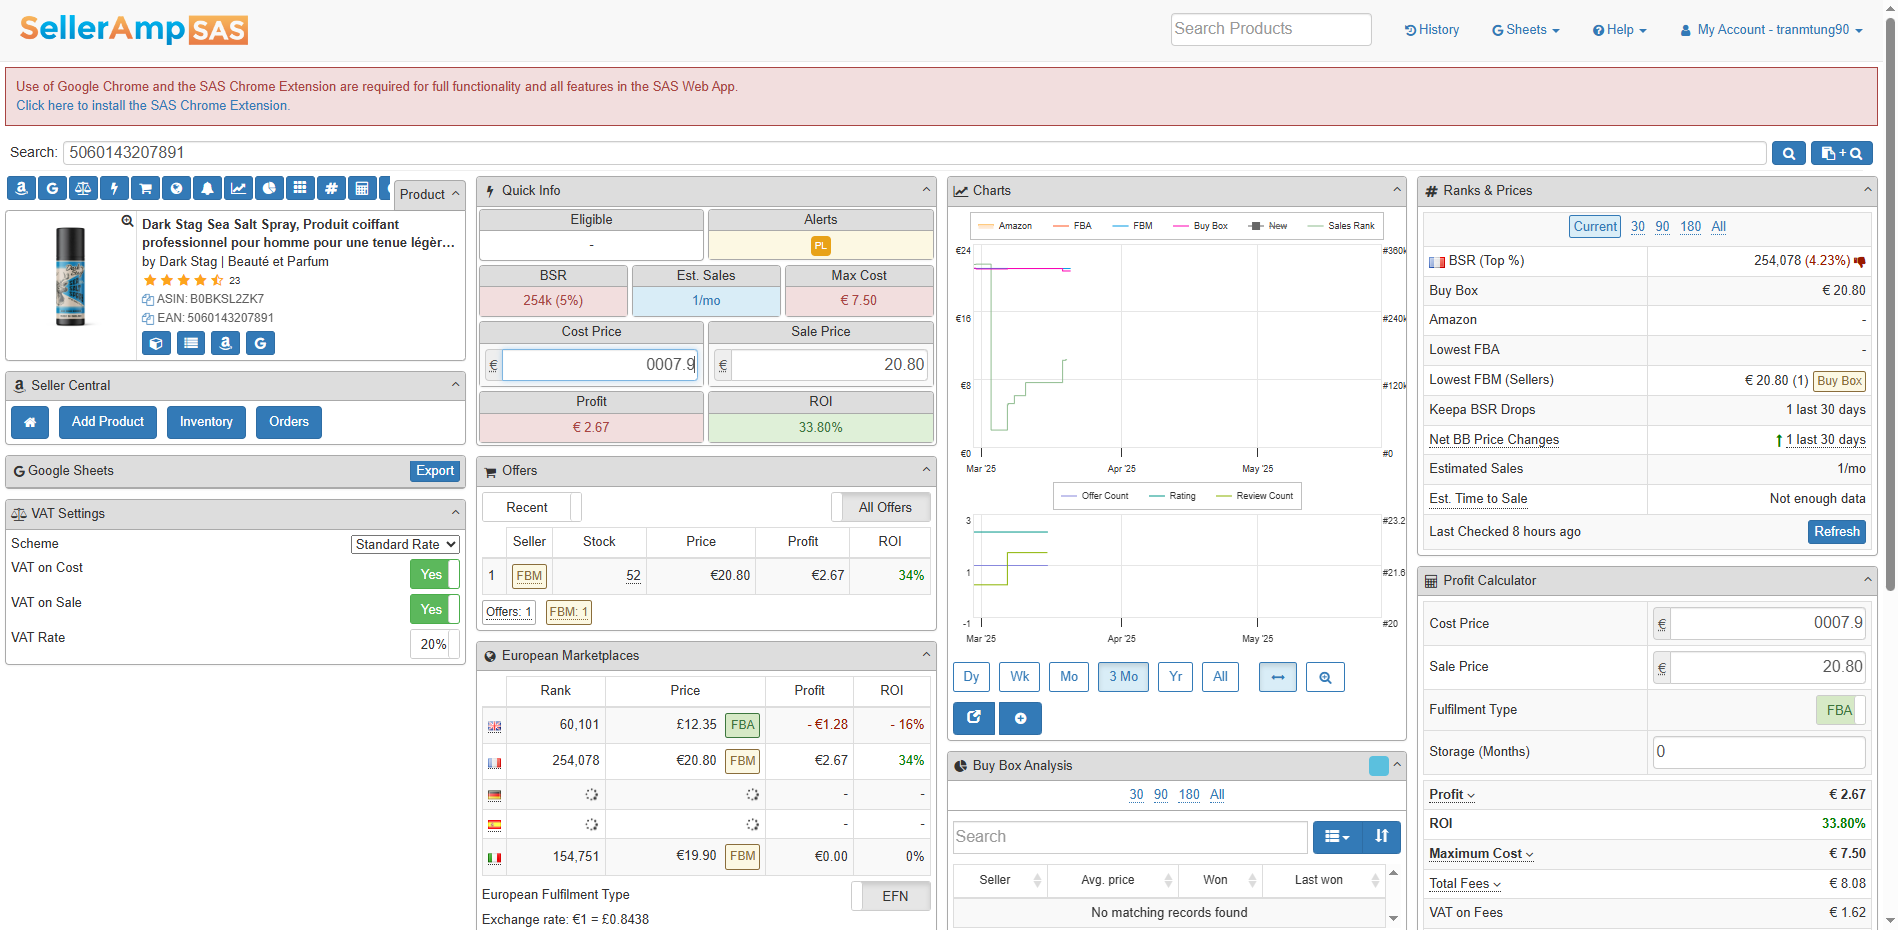 SellerAmp SAS
Search Products
History
Sheets
Help
My Account - tranmtung90
Use of Google Chrome and the SAS Chrome Extension are required for full functionality and all features in the SAS Web App.
Click here to install the SAS Chrome Extension.
Search: 5060143207891
Product
Dark Stag Sea Salt Spray, Produit coiffant
professionnel pour homme pour une tenue légèr...
by Dark Stag | Beauté et Parfum
23
ASIN: B0BKSL2ZK7
EAN: 5060143207891
Seller Central
Add Product
Inventory
Orders
Google Sheets
Export
VAT Settings
Scheme
Standard Rate
VAT on Cost
Yes
VAT on Sale
Yes
VAT Rate
20%
Quick Info
Eligible
Alerts
-
PL
BSR
Est. Sales
Max Cost
254k (5%)
1/mo
€ 7.50
Cost Price
Sale Price
€ 0007.9
€ 20.80
Profit
ROI
€ 2.67
33.80%
Offers
Recent
All Offers
Seller Stock Price Profit ROI
1 FBM 52 €20.80 €2.67 34%
Offers: 1 FBM: 1
European Marketplaces
Rank Price Profit ROI
60,101 £12.35 FBA - €1.28 - 16%
254,078 €20.80 FBM €2.67 34%
- -
- -
154,751 €19.90 FBM €0.00 0%
European Fulfilment Type
EFN
Exchange rate: €1 = £0.8438
Charts
Amazon FBA FBM Buy Box New Sales Rank
€24 #360k
€16 #240k
€8 #120k
€0 #0
Mar '25 Apr '25 May '25
Offer Count Rating Review Count
3 #23.2
1 #21.6
-1 #20
Mar '25 Apr '25 May '25
Dy Wk Mo 3 Mo Yr All
Buy Box Analysis
30 90 180 All
Search
Seller Avg. price Won Last won
No matching records found
Ranks & Prices
Current 30 90 180 All
BSR (Top %) 254,078 (4.23%)
Buy Box € 20.80
Amazon -
Lowest FBA -
Lowest FBM (Sellers) € 20.80 (1) Buy Box
Keepa BSR Drops 1 last 30 days
Net BB Price Changes 1 last 30 days
Estimated Sales 1/mo
Est. Time to Sale Not enough data
Last Checked 8 hours ago Refresh
Profit Calculator
Cost Price € 0007.9
Sale Price € 20.80
Fulfilment Type FBA
Storage (Months) 0
Profit € 2.67
ROI 33.80%
Maximum Cost € 7.50
Total Fees € 8.08
VAT on Fees € 1.62